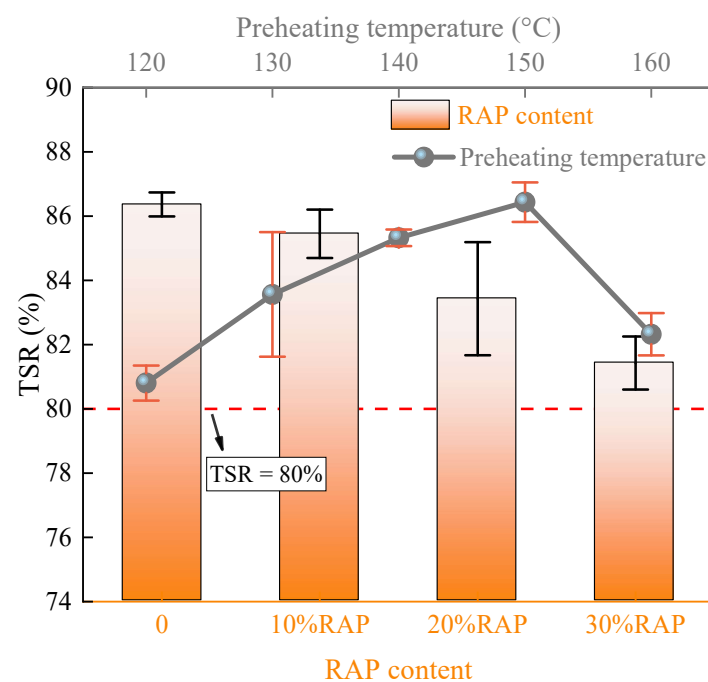 Preheating temperature (°C)
120 130 140 150 160
90
88
86
84
82
80
78
76
74
TSR (%)
RAP content
Preheating temperature
TSR = 80%
0 10%RAP 20%RAP 30%RAP
RAP content